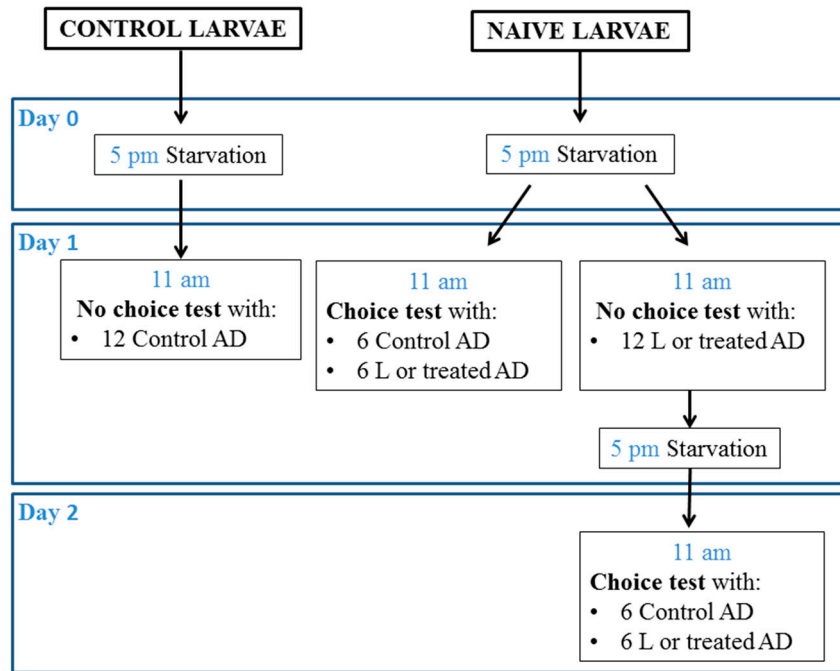 CONTROL LARVAE
NAIVE LARVAE
Day 0
5 pm Starvation
5 pm Starvation
Day 1
11 am
No choice test with:
• 12 Control AD
11 am
Choice test with:
• 6 Control AD
• 6 L or treated AD
11 am
No choice test with:
• 12 L or treated AD
5 pm Starvation
Day 2
11 am
Choice test with:
• 6 Control AD
• 6 L or treated AD